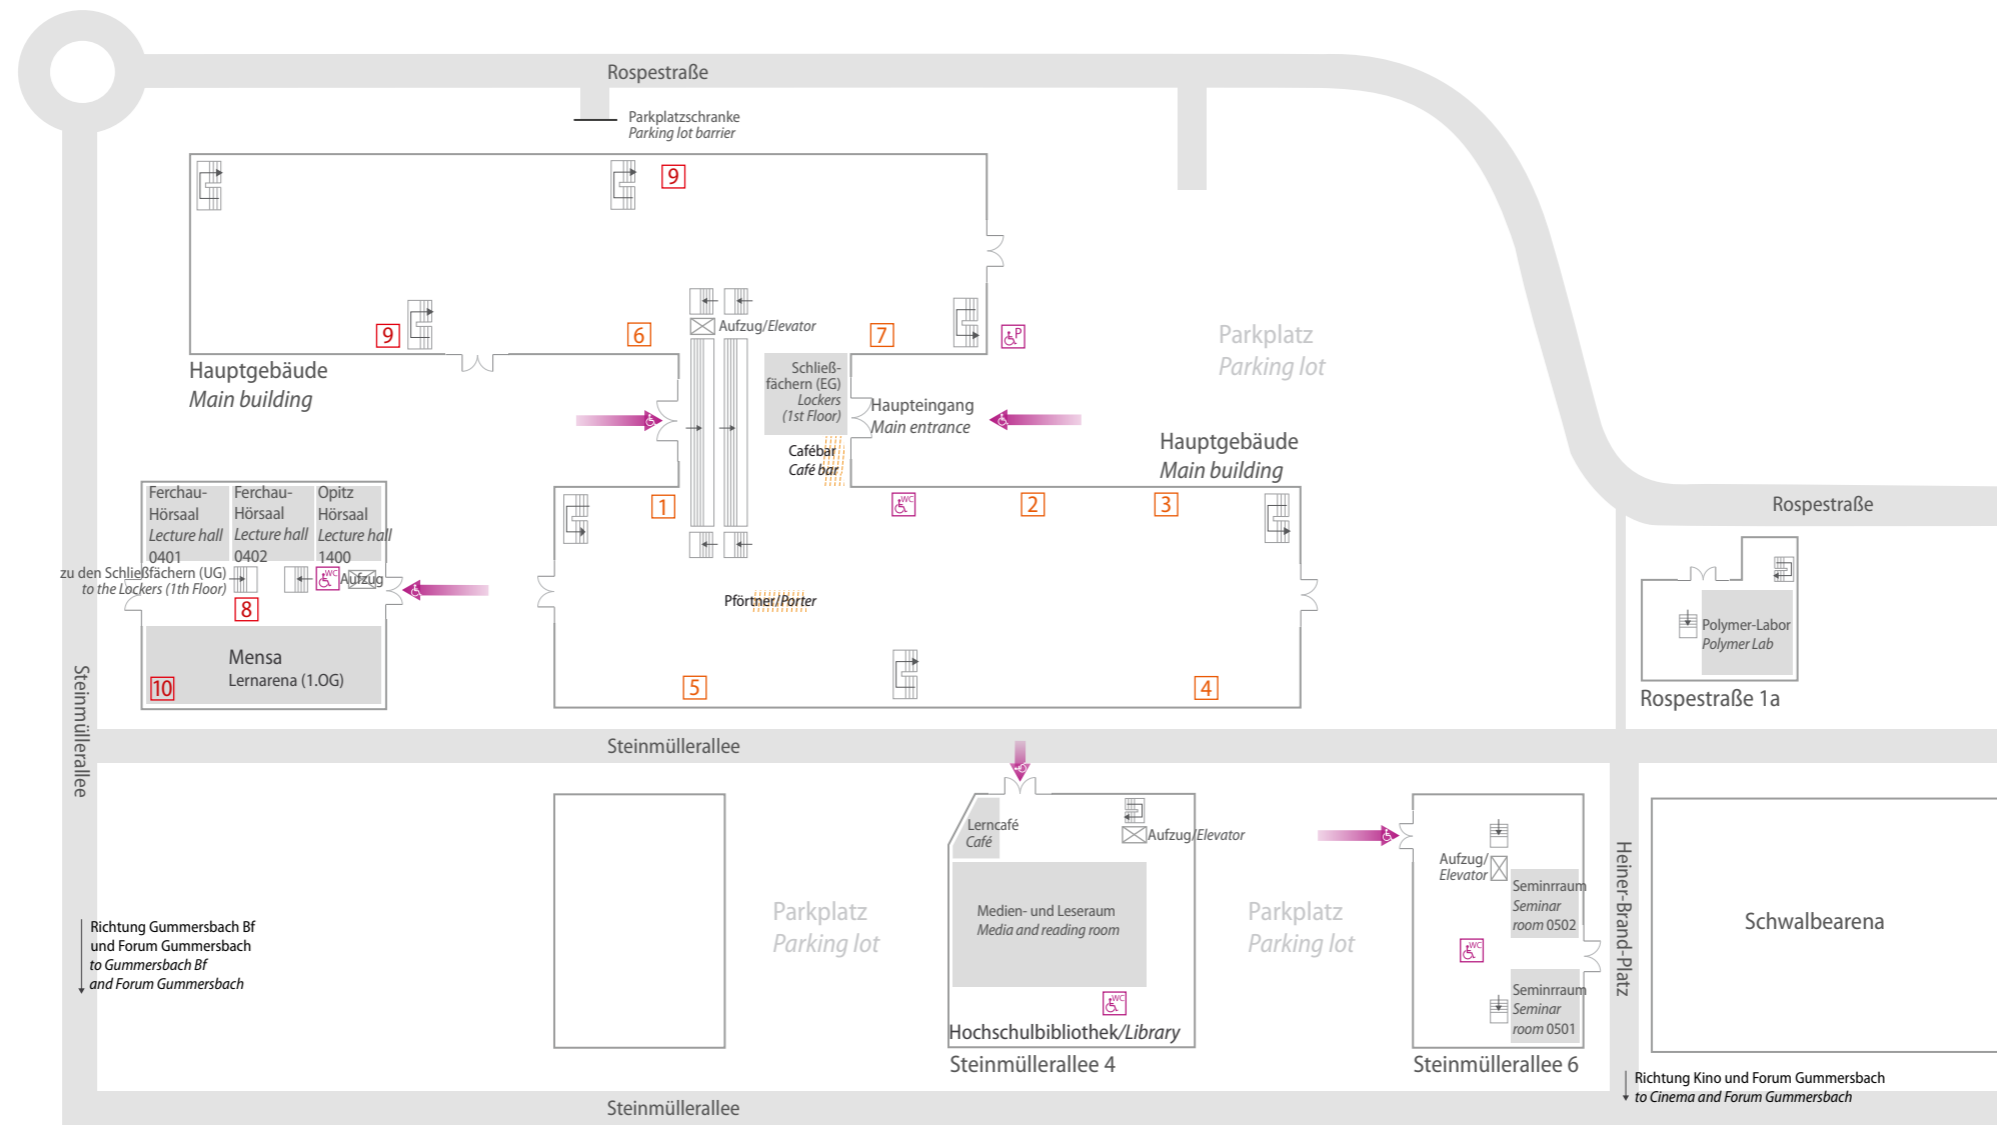 Rospestraße
Parkplatzschranke
Parking lot barrier
9
9
6
Aufzug/Elevator
7
P
Parkplatz
Parking lot
Hauptgebäude
Main building
Schließ-
fächern (EG)
Lockers
(1st Floor)
Haupteingang
Main entrance
Cafébar
Café bar
Hauptgebäude
Main building
1
WC
2
3
Rospestraße
Ferchau-
Hörsaal
Lecture hall
0401
Ferchau-
Hörsaal
Lecture hall
0402
Opitz
Hörsaal
Lecture hall
1400
zu den Schließfächern (UG)
to the Lockers (1th Floor)
WC
Aufzug
8
Mensa
Lernarena (1.OG)
10
Pförtner/Porter
5
4
Polymer-Labor
Polymer Lab
Rospestraße 1a
Steinmüllerallee
Steinmüllerallee
Lerncafé
Café
Aufzug/Elevator
Medien- und Leseraum
Media and reading room
WC
Hochschulbibliothek/Library
Steinmüllerallee 4
Parkplatz
Parking lot
Parkplatz
Parking lot
Aufzug/
Elevator
Seminrraum
Seminar
room 0502
WC
Seminrraum
Seminar
room 0501
Steinmüllerallee 6
Heiner-Brand-Platz
Schwalbearena
Richtung Gummersbach Bf
und Forum Gummersbach
to Gummersbach Bf
and Forum Gummersbach
Richtung Kino und Forum Gummersbach
to Cinema and Forum Gummersbach
Steinmüllerallee